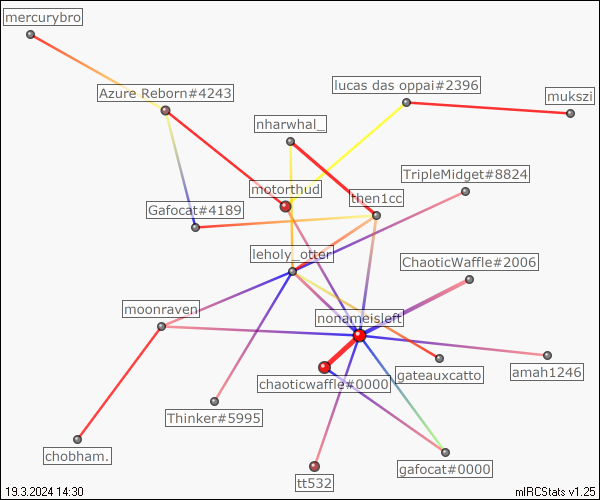 mercurybro
lucas das oppai#2396
Azure Reborn#4243
mukszi
nharwhal_
TripleMidget#8824
motorthud
then1cc
Gafocat#4189
leholy_otter
ChaoticWaffle#2006
moonraven
nonameisleft
amah1246
gateauxcatto
chaoticwaffle#0000
Thinker#5995
chobham.
gafocat#0000
tt532
19.3.2024 14:30
mIRCStats v1.25